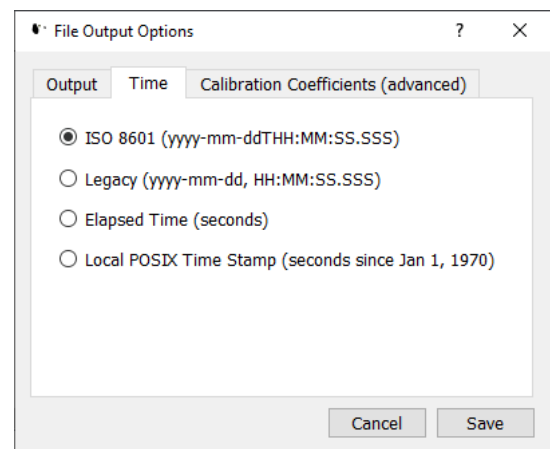 File Output Options
Output Time Calibration Coefficients (advanced)
ISO 8601 (yyyy-mm-ddTHH:MM:SS.SSS)
Legacy (yyyy-mm-dd, HH:MM:SS.SSS)
Elapsed Time (seconds)
Local POSIX Time Stamp (seconds since Jan 1, 1970)
Cancel Save